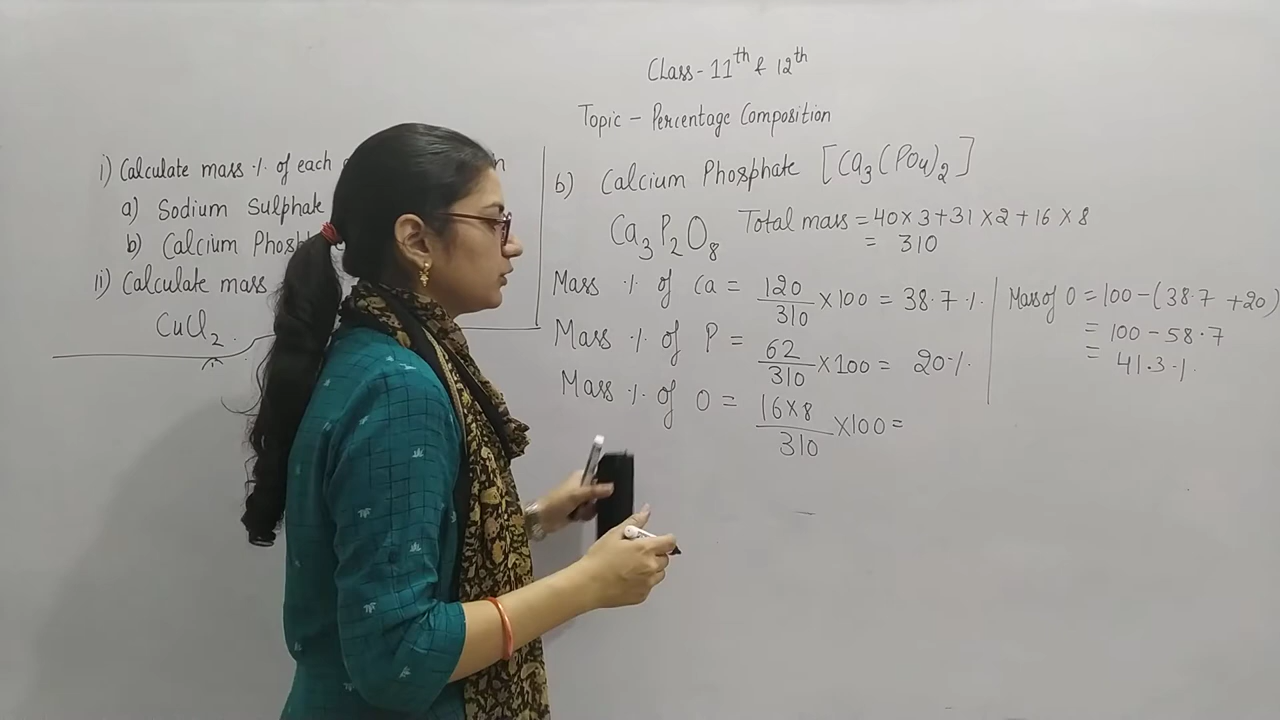 Class - 11th & 12th
Topic - Percentage Composition
i) Calculate mass % of each
a) Sodium Sulphate
b) Calcium Phosph
ii) Calculate mass
CuCl2.
b) Calcium Phosphate [Ca3(PO4)2]
Ca3P2O8 Total mass = 40×3+31×2+16×8
= 310
Mass % of Ca = 120/310 ×100 = 38.7 %.
Mass % of P = 62/310 ×100 = 20%.
Mass % of O = 16×8/310 ×100 =
Mass of O = 100-(38.7 +20)
= 100-58.7
= 41.3%.